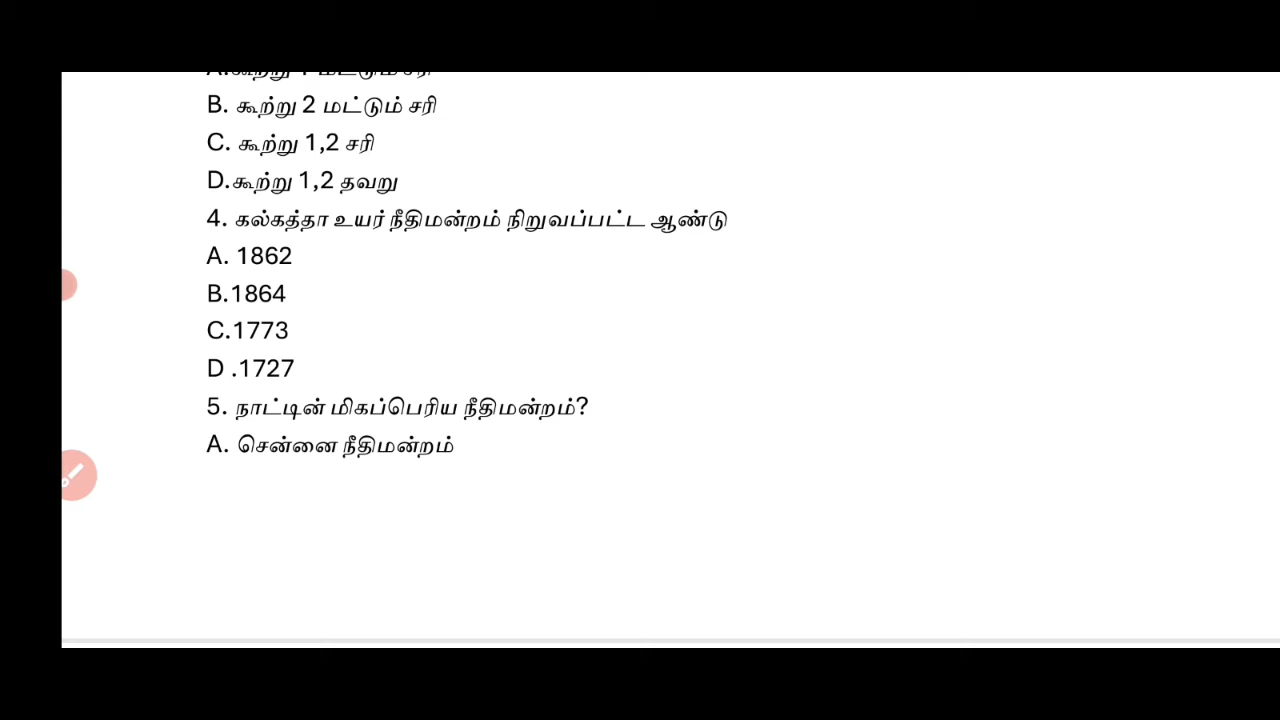 B. கூற்று 2 மட்டும் சரி
C. கூற்று 1,2 சரி
D.கூற்று 1,2 தவறு
4. கல்கத்தா உயர் நீதிமன்றம் நிறுவப்பட்ட ஆண்டு
A. 1862
B.1864
C.1773
D .1727
5. நாட்டின் மிகப்பெரிய நீதிமன்றம்?
A. சென்னை நீதிமன்றம்